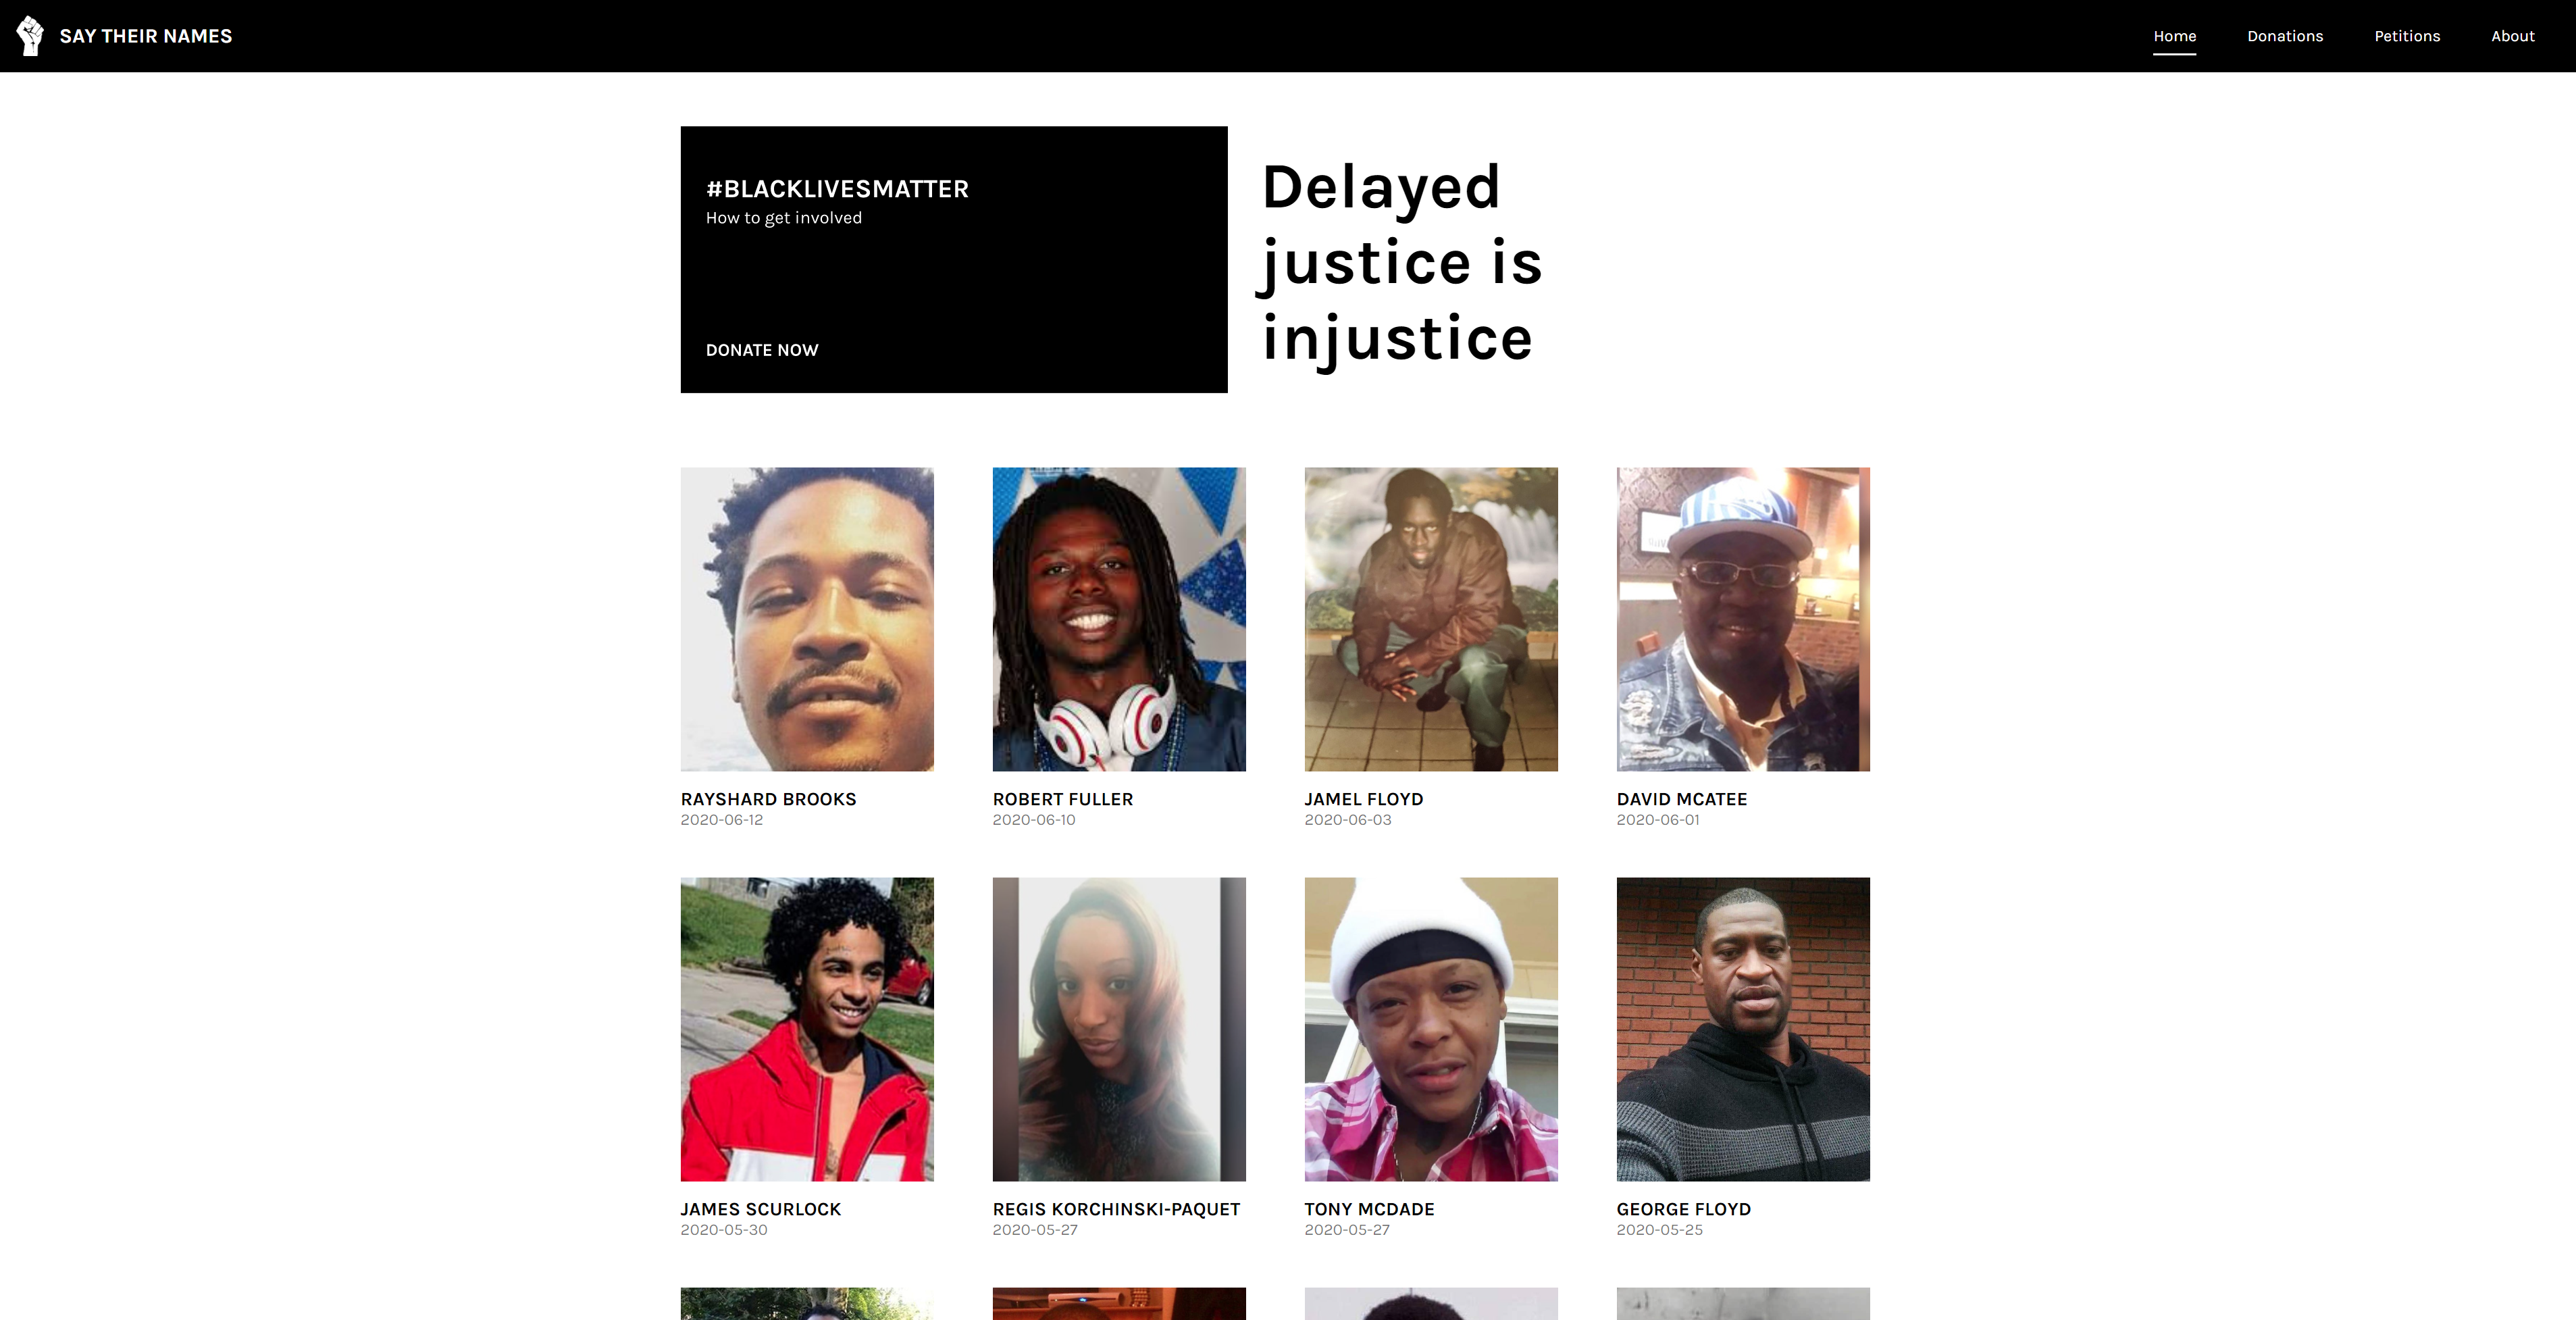 SAY THEIR NAMES
Home
Donations
Petitions
About
#BLACKLIVESMATTER
How to get involved
DONATE NOW
Delayed
justice is
injustice
RAYSHARD BROOKS
2020-06-12
ROBERT FULLER
2020-06-10
JAMEL FLOYD
2020-06-03
DAVID MCATEE
2020-06-01
JAMES SCURLOCK
2020-05-30
REGIS KORCHINSKI-PAQUET
2020-05-27
TONY MCDADE
2020-05-27
GEORGE FLOYD
2020-05-25